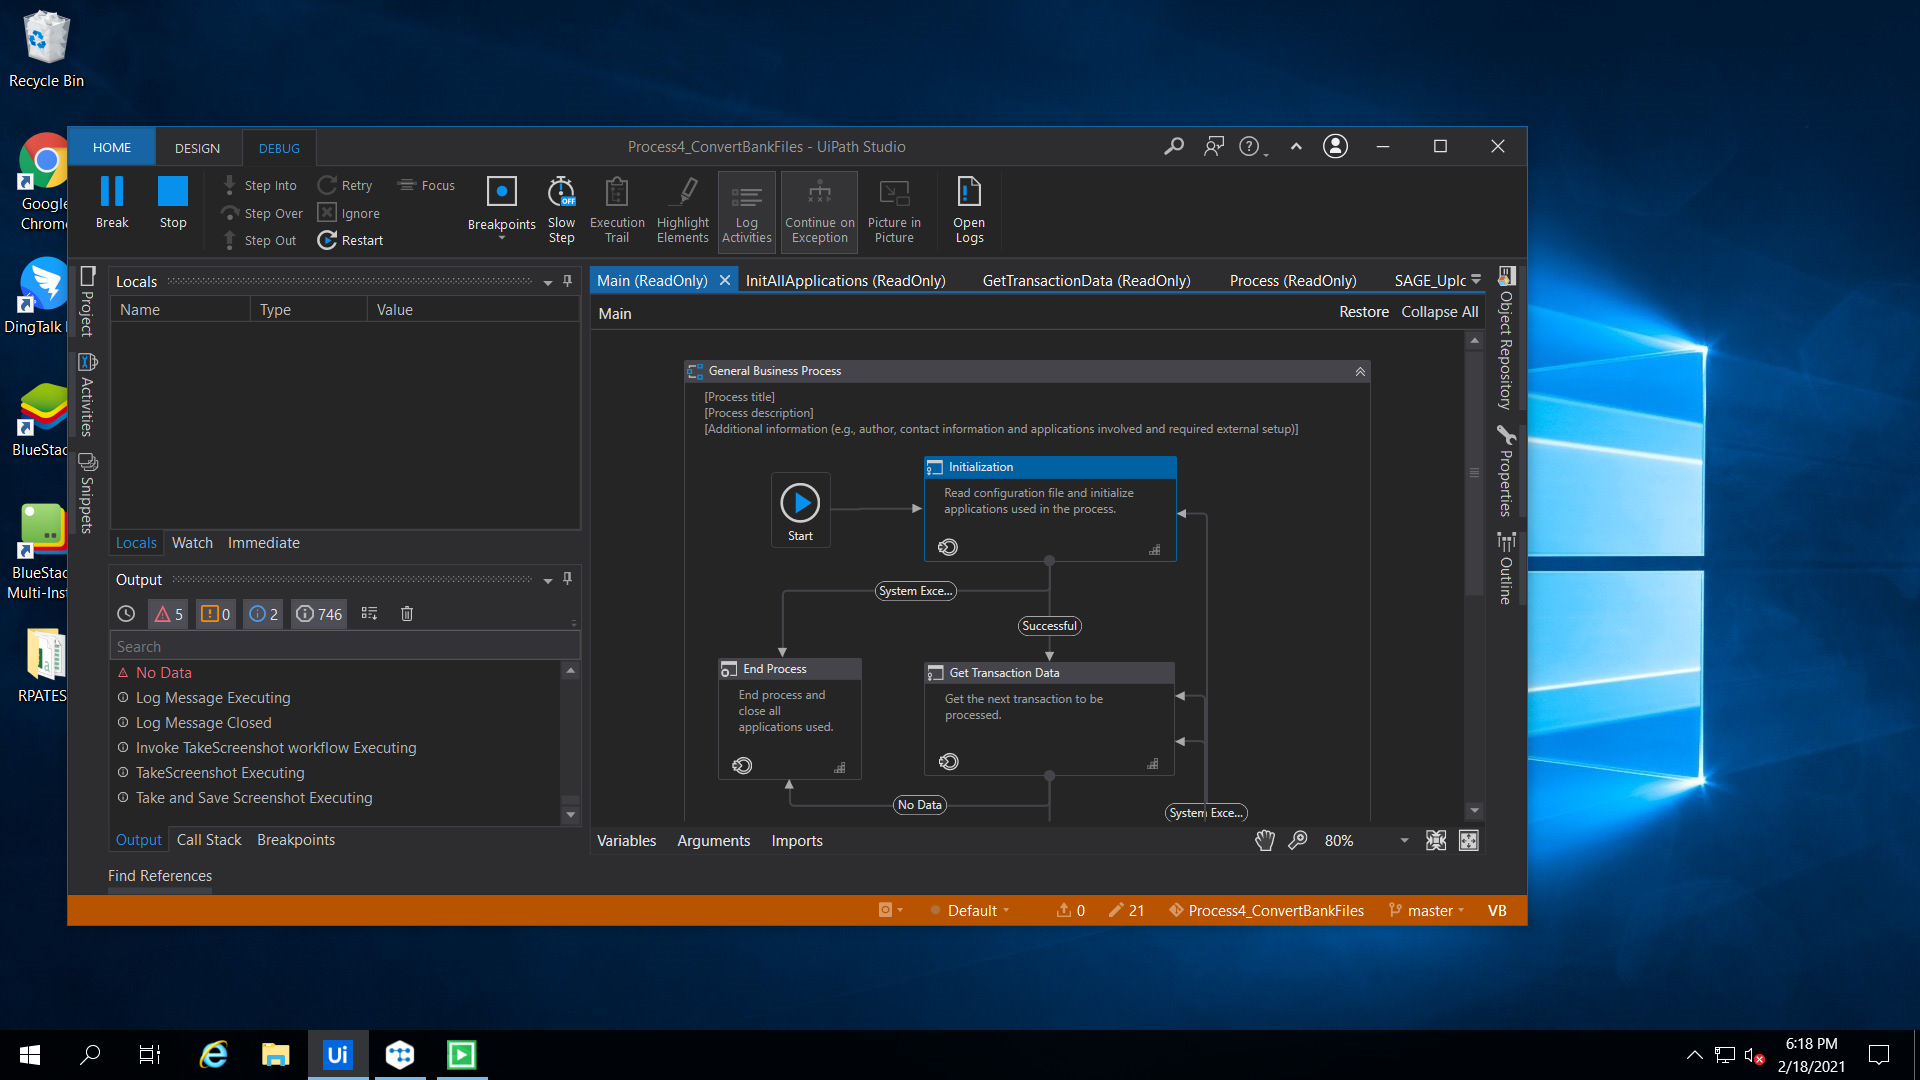 Recycle Bin
Google
Chrome
DingTalk
BlueStac
BlueStac
Multi-Inst
RPATES
HOME
DESIGN
DEBUG
Process4_ConvertBankFiles - UiPath Studio
Break
Stop
Step Into
Step Over
Step Out
Retry
Ignore
Restart
Focus
Breakpoints
Slow
Step
OFF
Execution
Trail
Highlight
Elements
Log
Activities
Continue on
Exception
Picture in
Picture
Open
Logs
Project
Activities
Snippets
Locals
Name Type Value
Locals Watch Immediate
Output
5 0 2 746
Search
No Data
Log Message Executing
Log Message Closed
Invoke TakeScreenshot workflow Executing
TakeScreenshot Executing
Take and Save Screenshot Executing
Output Call Stack Breakpoints
Find References
Main (ReadOnly)
InitAllApplications (ReadOnly)
GetTransactionData (ReadOnly)
Process (ReadOnly)
SAGE_Uplc
Main
Restore Collapse All
General Business Process
[Process title]
[Process description]
[Additional information (e.g., author, contact information and applications involved and required external setup)]
Start
Initialization
Read configuration file and initialize
applications used in the process.
System Exce...
Successful
End Process
End process and
close all
applications used.
Get Transaction Data
Get the next transaction to be
processed.
No Data
System Exce...
Variables Arguments Imports
80%
Object Repository
Properties
Outline
Default
0
21
Process4_ConvertBankFiles
master
VB
Ui
6:18 PM
2/18/2021